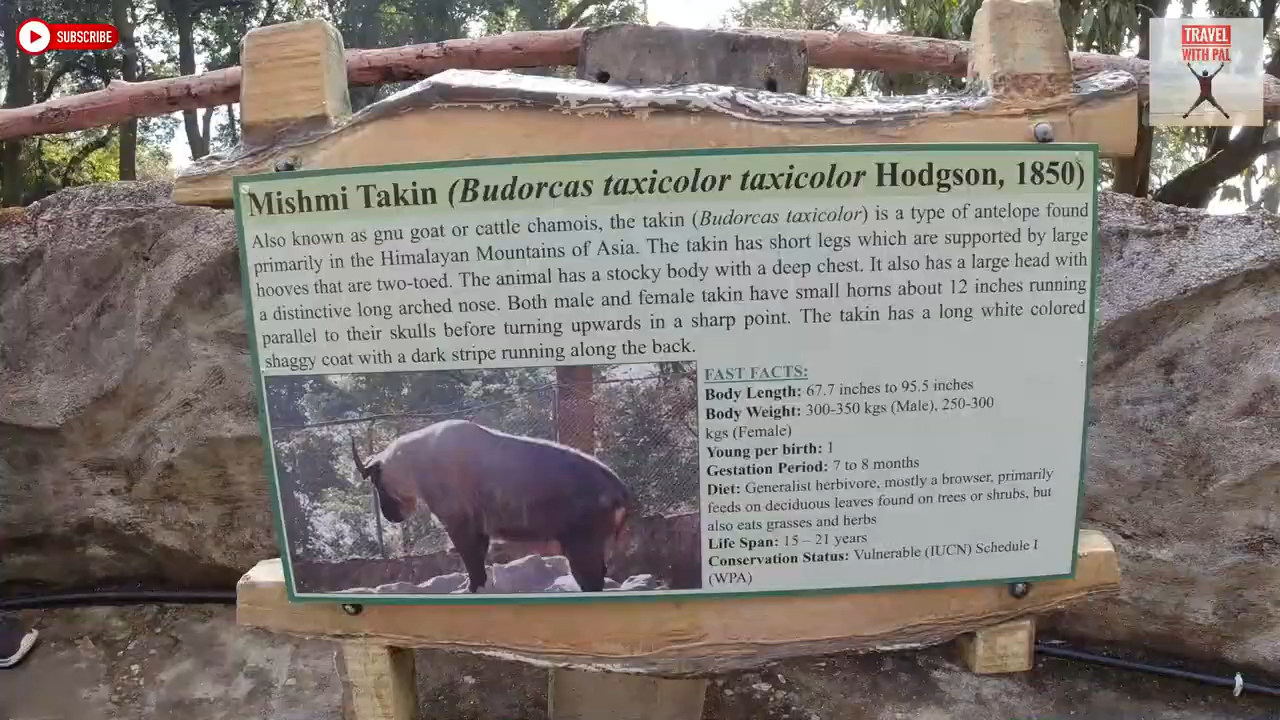 SUBSCRIBE
TRAVEL
WITH PAL
Mishmi Takin (Budorcas taxicolor taxicolor Hodgson, 1850)
Also known as gnu goat or cattle chamois, the takin (Budorcas taxicolor) is a type of antelope found
primarily in the Himalayan Mountains of Asia. The takin has short legs which are supported by large
hooves that are two-toed. The animal has a stocky body with a deep chest. It also has a large head with
a distinctive long arched nose. Both male and female takin have small horns about 12 inches running
parallel to their skulls before turning upwards in a sharp point. The takin has a long white colored
shaggy coat with a dark stripe running along the back.
FAST FACTS:
Body Length: 67.7 inches to 95.5 inches
Body Weight: 300-350 kgs (Male), 250-300
kgs (Female)
Young per birth: 1
Gestation Period: 7 to 8 months
Diet: Generalist herbivore, mostly a browser, primarily
feeds on deciduous leaves found on trees or shrubs, but
also eats grasses and herbs
Life Span: 15 – 21 years
Conservation Status: Vulnerable (IUCN) Schedule I
(WPA)